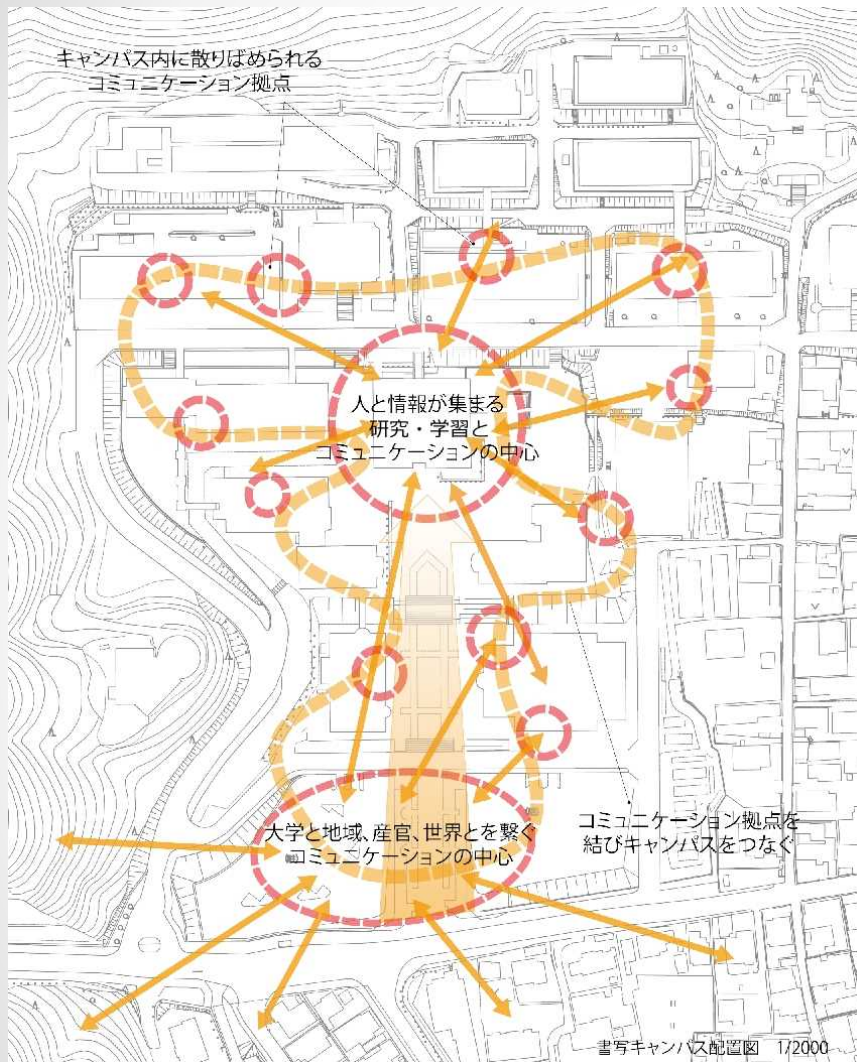 キャンパス内に散りばめられる
コミュニケーション拠点
人と情報が集まる
研究・学習と
コミュニケーションの中心
大学と地域、産官、世界とを繋ぐ
コミュニケーションの中心
コミュニケーション拠点を
結びキャンパスをつなぐ
書写キャンパス配置図 1/2000